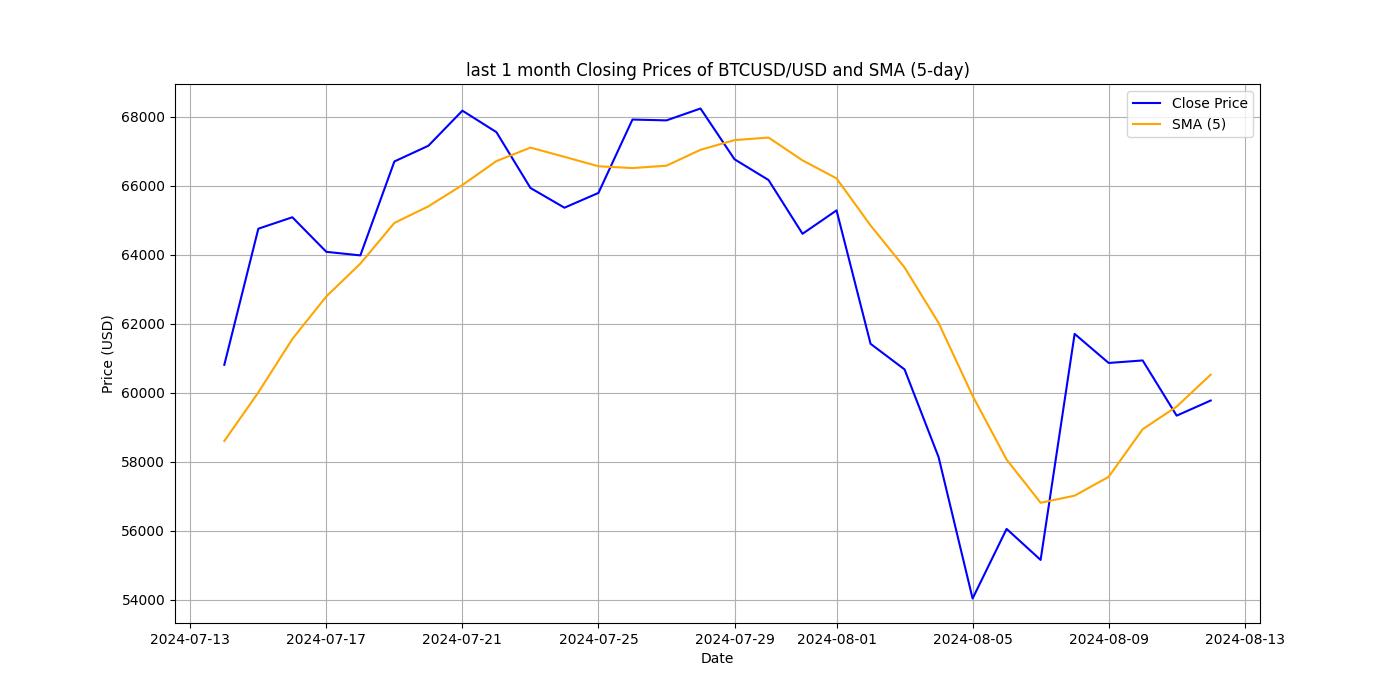 last 1 month Closing Prices of BTCUSD/USD and SMA (5-day)
Close Price
SMA (5)
68000
66000
64000
62000
60000
58000
56000
54000
Price (USD)
2024-07-13 2024-07-17 2024-07-21 2024-07-25 2024-07-29 2024-08-01 2024-08-05 2024-08-09 2024-08-13
Date